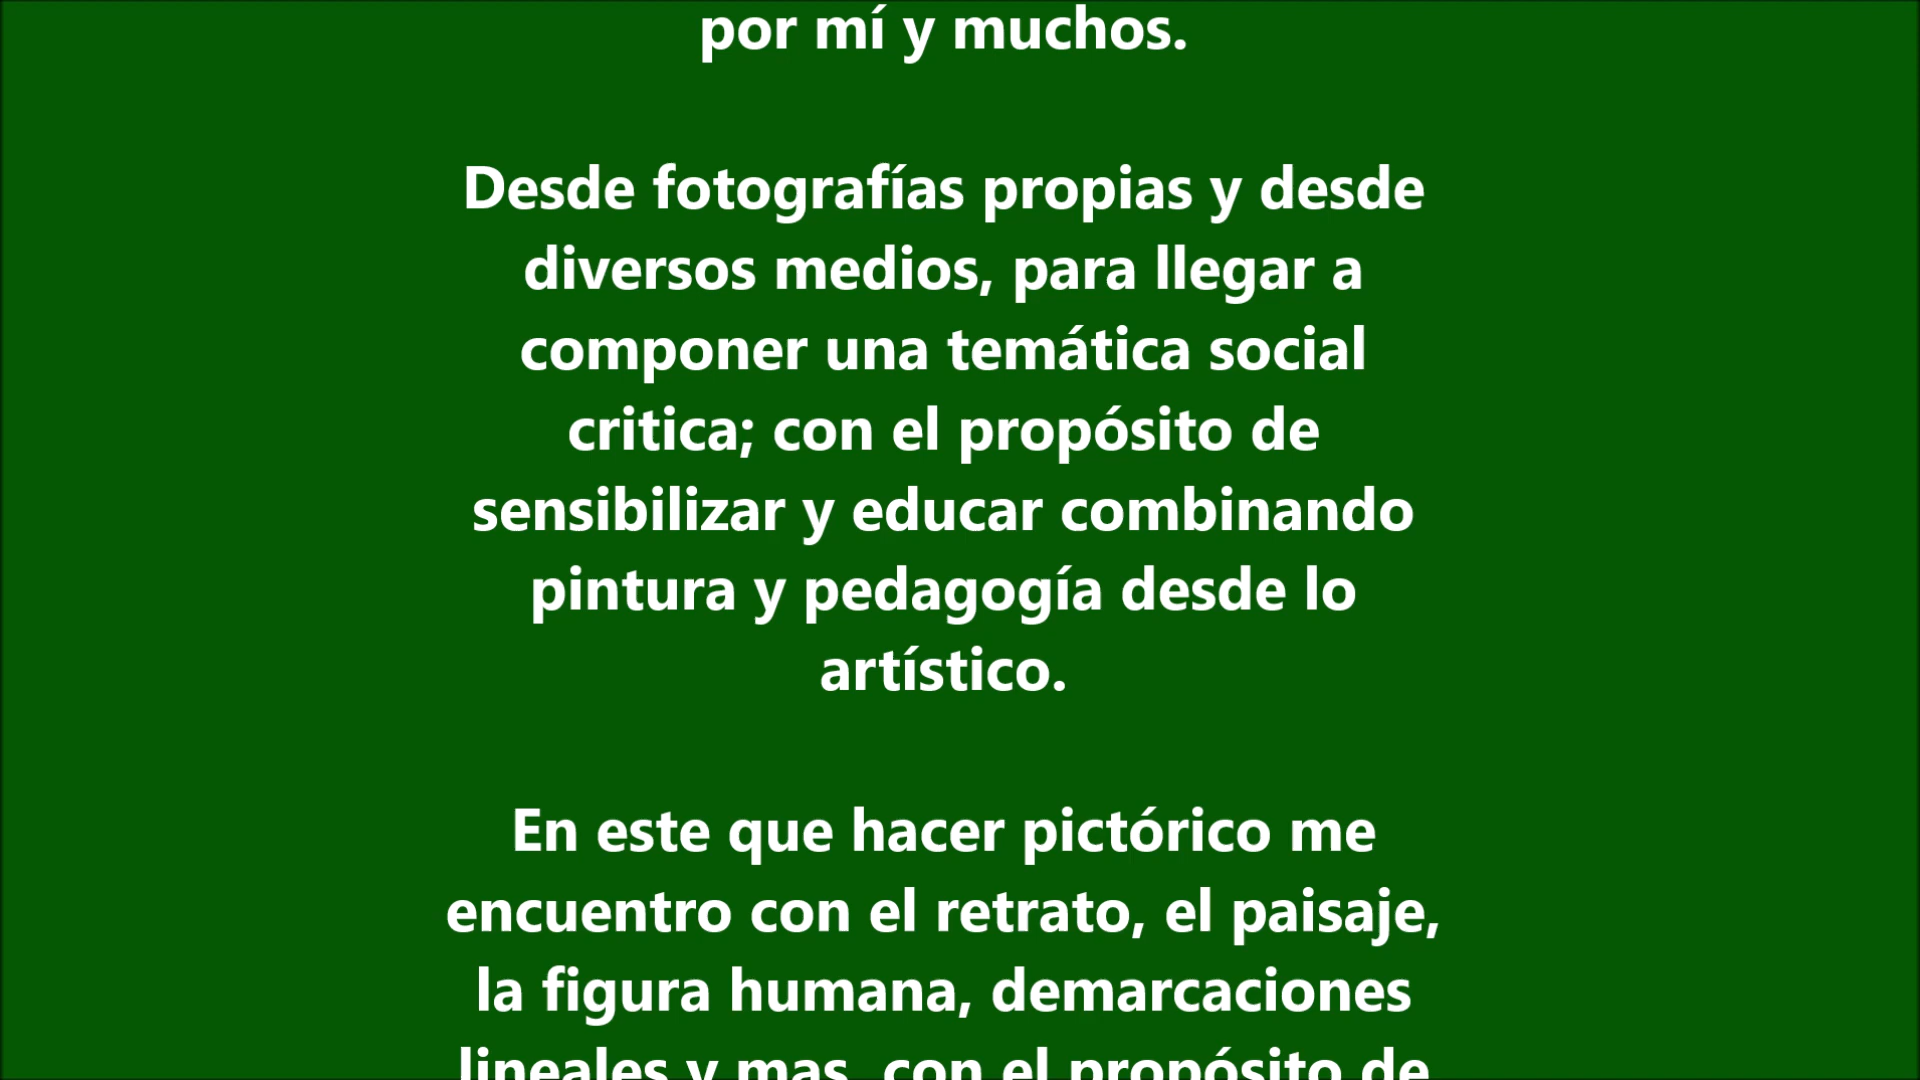 por mí y muchos.
Desde fotografías propias y desde
diversos medios, para llegar a
componer una temática social
critica; con el propósito de
sensibilizar y educar combinando
pintura y pedagogía desde lo
artístico.
En este que hacer pictórico me
encuentro con el retrato, el paisaje,
la figura humana, demarcaciones
lineales y mas, con el propósito de